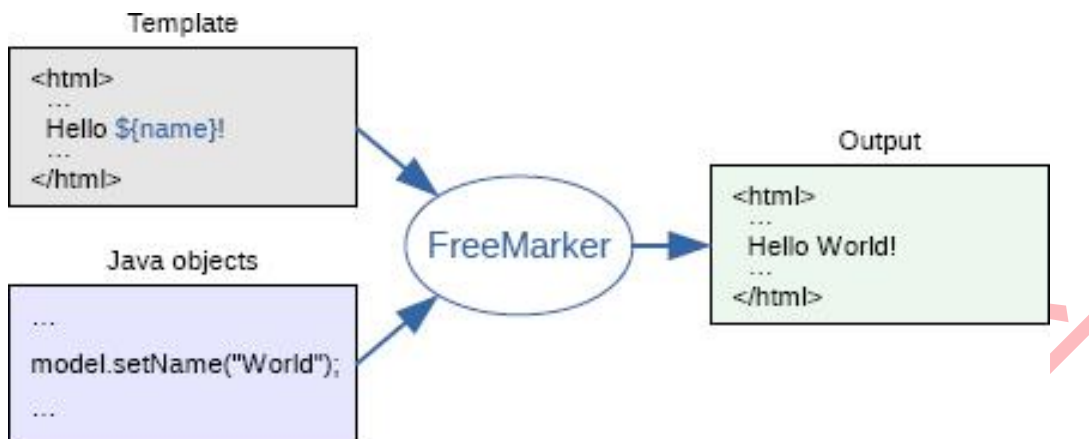 Template
<html>
...
Hello ${name}!
...
</html>
Java objects
...
model.setName("World");
...
FreeMarker
Output
<html>
...
Hello World!
...
</html>